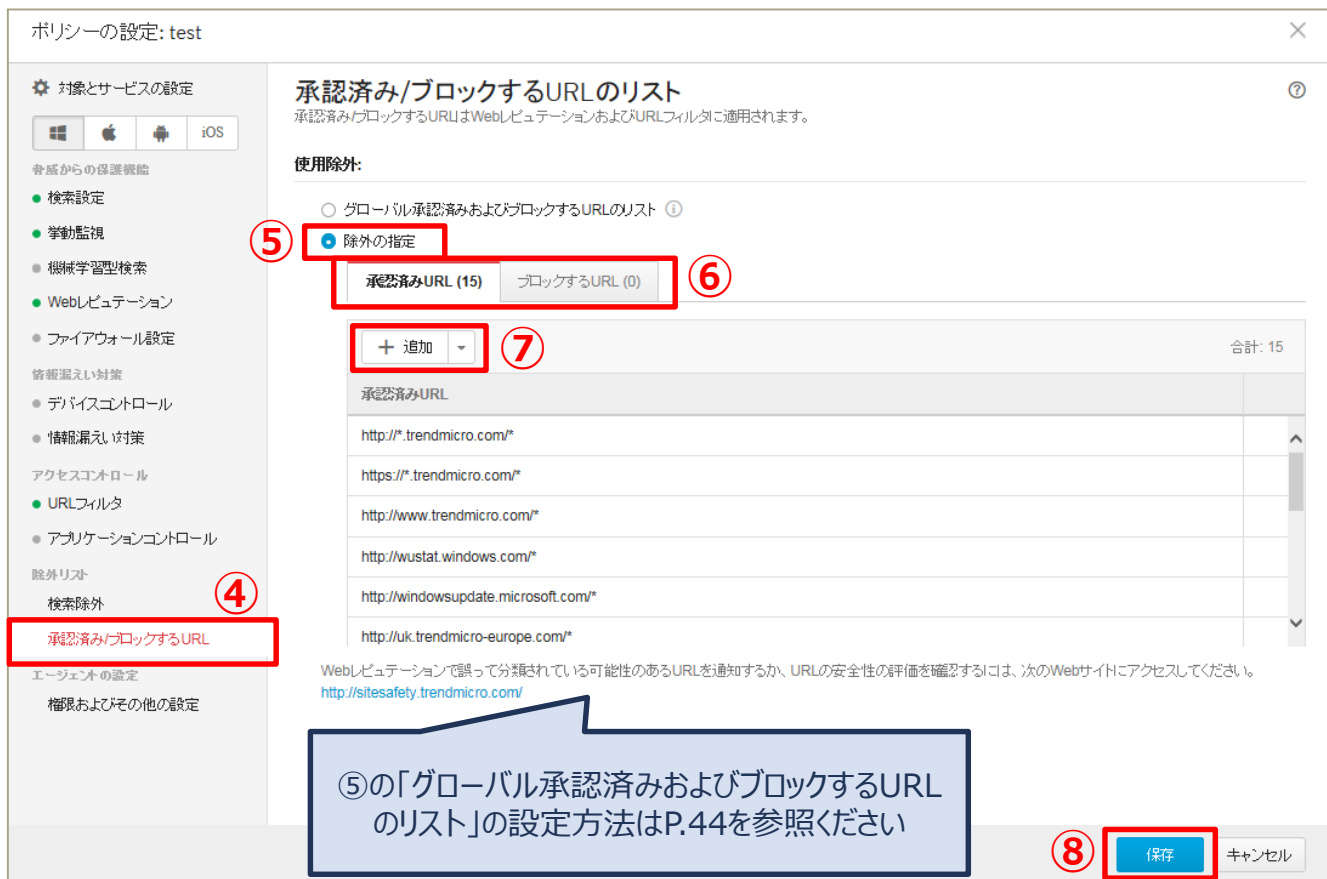 ポリシーの設定: test
対象とサービスの設定
iOS
脅威からの保護機能
検索設定
挙動監視
機械学習型検索
Webレピュテーション
ファイアウォール設定
情報漏えい対策
デバイスコントロール
情報漏えい対策
アクセスコントロール
URLフィルタ
アプリケーションコントロール
除外リスト
検索除外
④
承認済み/ブロックするURL
エージェントの設定
権限およびその他の設定
承認済み/ブロックするURLのリスト
承認済み/ブロックするURLはWebレピュテーションおよびURLフィルタに適用されます。
使用除外:
グローバル承認済みおよびブロックするURLのリスト
⑤
除外の指定
承認済みURL (15)
ブロックするURL (0)
⑥
+ 追加
⑦
合計: 15
承認済みURL
http://*.trendmicro.com/*
https://*.trendmicro.com/*
http://www.trendmicro.com/*
http://wustat.windows.com/*
http://windowsupdate.microsoft.com/*
http://uk.trendmicro-europe.com/*
Webレピュテーションで誤って分類されている可能性のあるURLを通知するか、URLの安全性の評価を確認するには、次のWebサイトにアクセスしてください。
http://sitesafety.trendmicro.com/
⑤の「グローバル承認済みおよびブロックするURL
のリスト」の設定方法はP.44を参照ください
⑧
保存
キャンセル